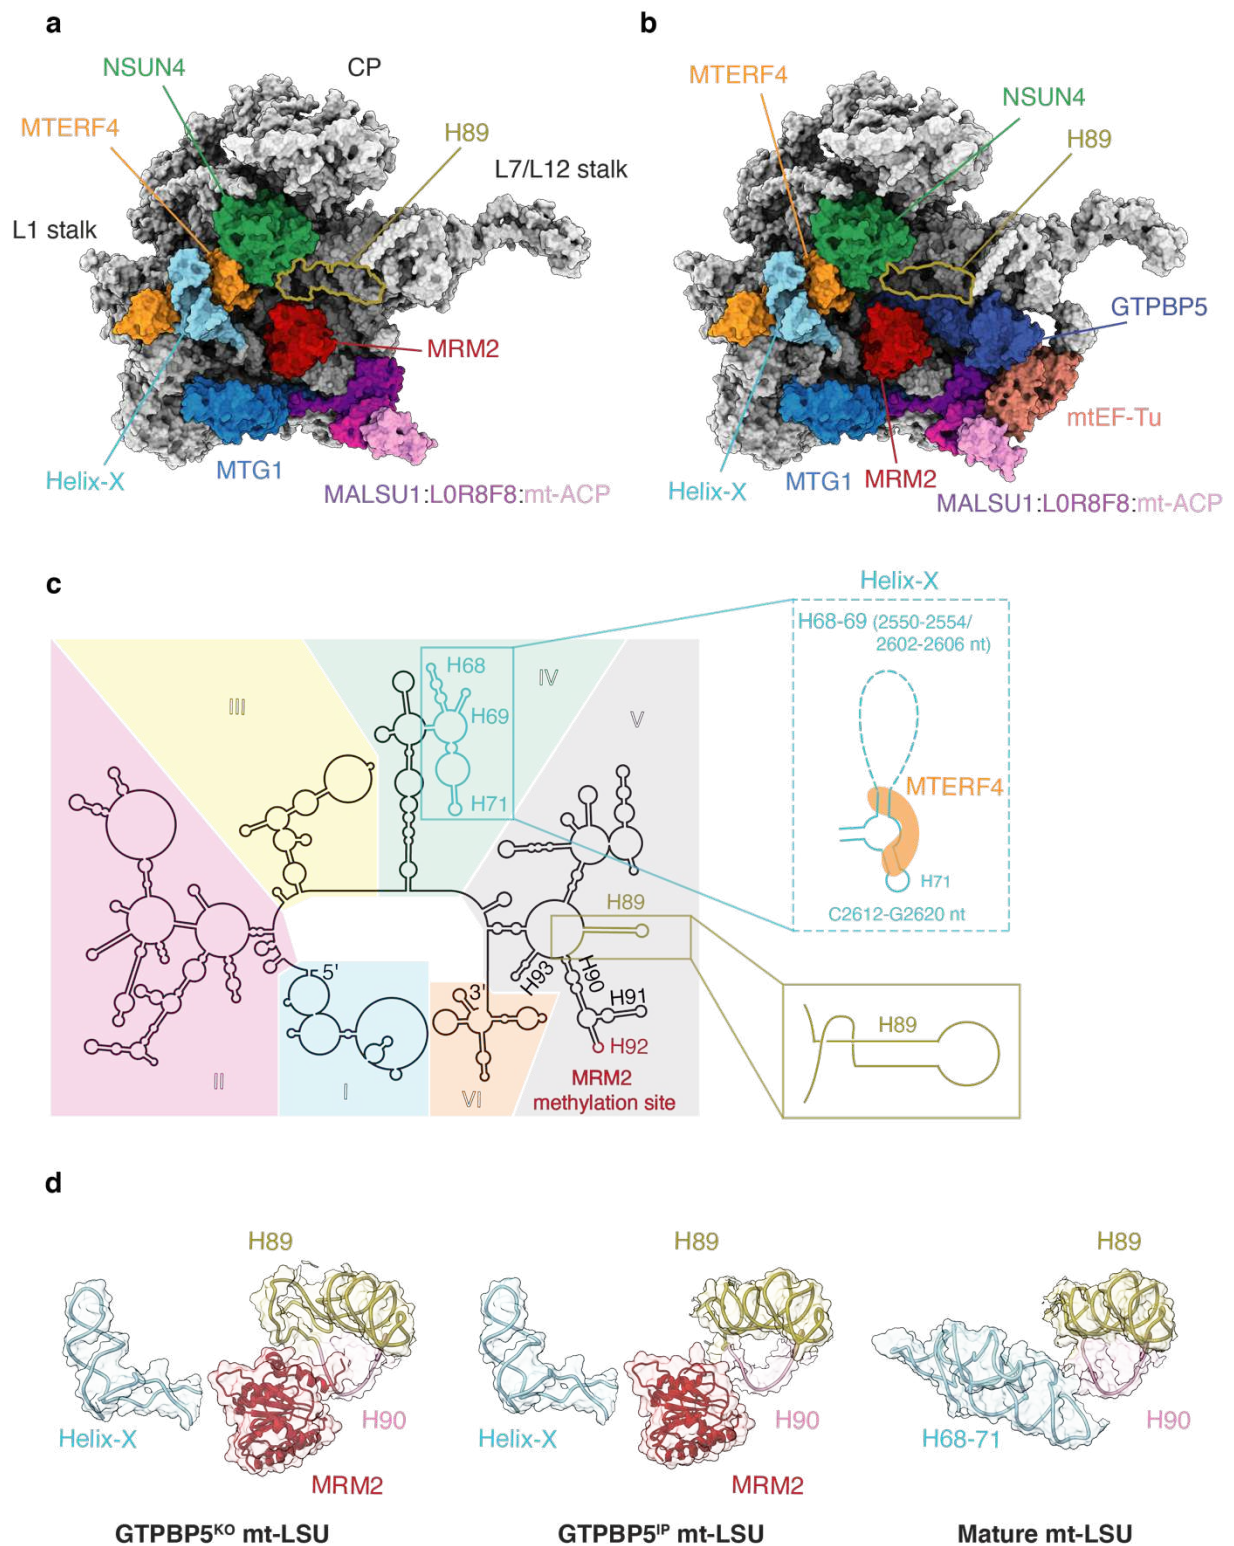 a
NSUN4
CP
MTERF4
H89
L7/L12 stalk
L1 stalk
MRM2
Helix-X
MTG1
MALSU1:L0R8F8:mt-ACP
b
MTERF4
NSUN4
H89
GTPBP5
mtEF-Tu
Helix-X
MTG1
MRM2
MALSU1:L0R8F8:mt-ACP
c
Helix-X
H68-69 (2550-2554/
2602-2606 nt)
MTERF4
H71
C2612-G2620 nt
III
H68
IV
H69
V
H71
H89
5'
3'
H93
H90
H91
H92
MRM2
methylation site
II
I
VI
H89
d
H89
Helix-X
H90
MRM2
GTPBP5KO mt-LSU
H89
Helix-X
H90
MRM2
GTPBP5IP mt-LSU
H89
H68-71
H90
Mature mt-LSU